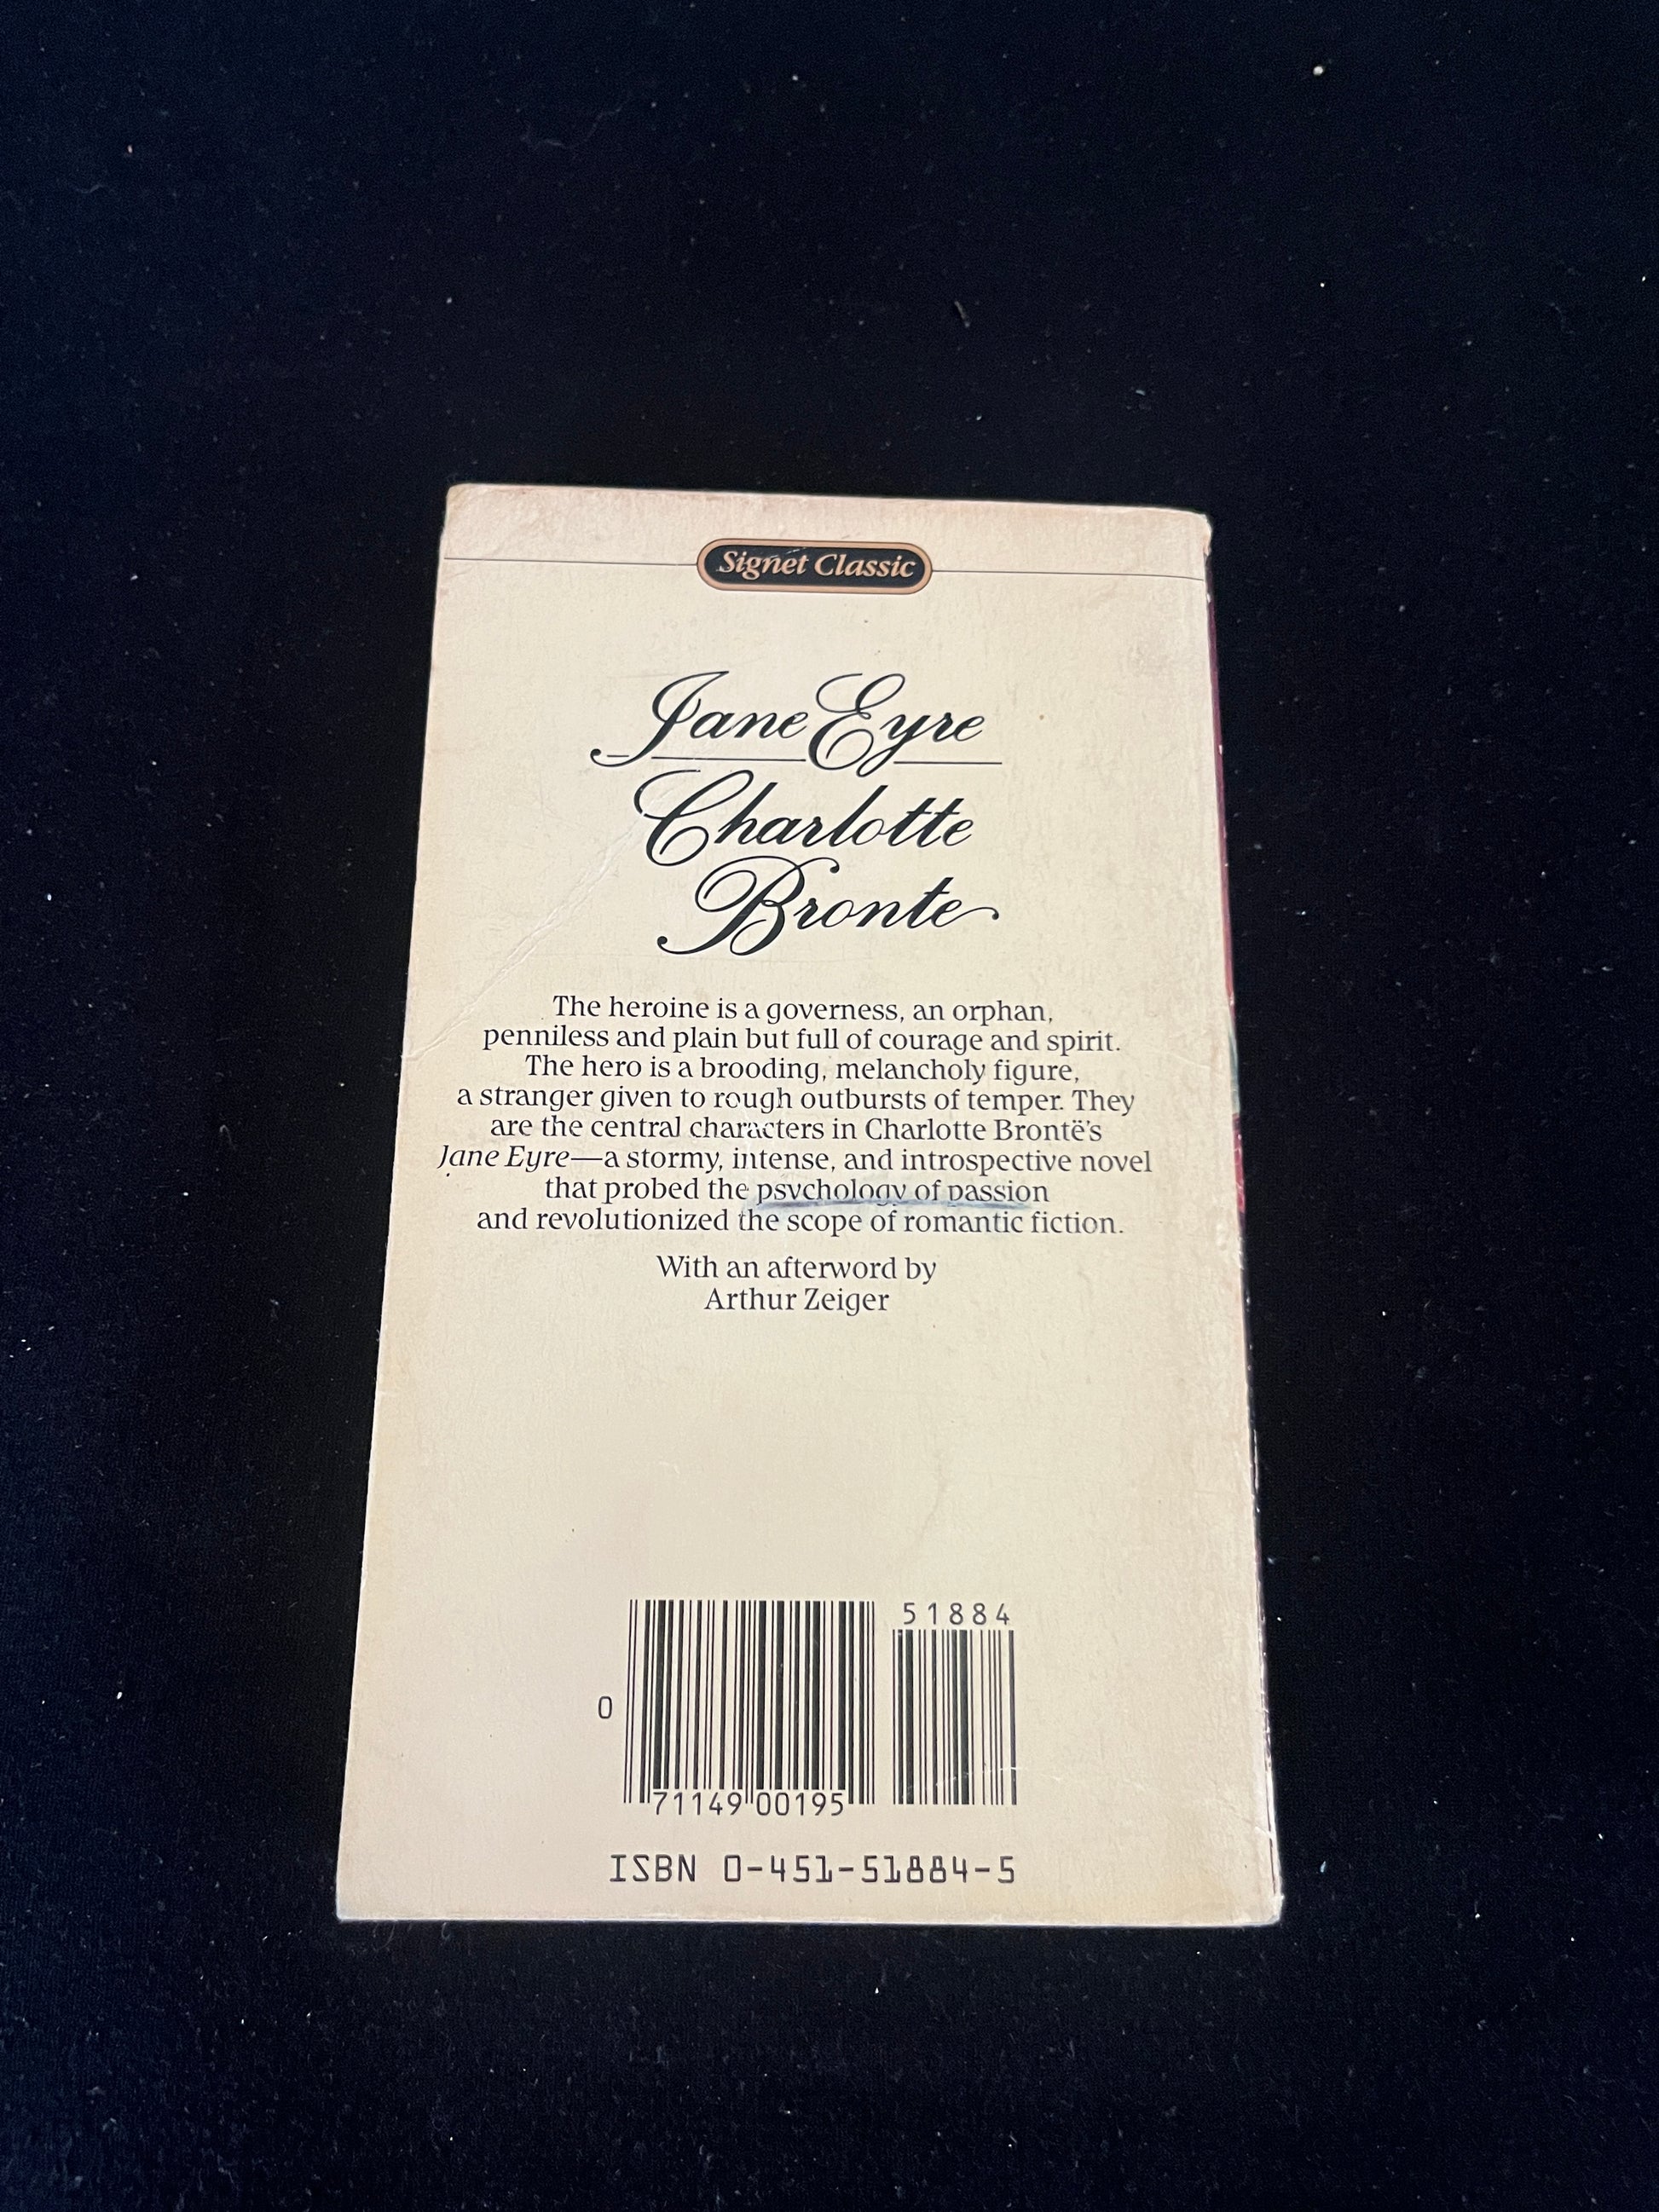 Signet Classic
Jane Eyre
Charlotte
Bronte
The heroine is a governess, an orphan,
penniless and plain but full of courage and spirit.
The hero is a brooding, melancholy figure,
a stranger given to rough outbursts of temper. They
are the central characters in Charlotte Brontë's
Jane Eyre—a stormy, intense, and introspective novel
that probed the psychology of passion
and revolutionized the scope of romantic fiction.
With an afterword by
Arthur Zeiger
51884
0
71149 00195
ISBN 0-451-51884-5